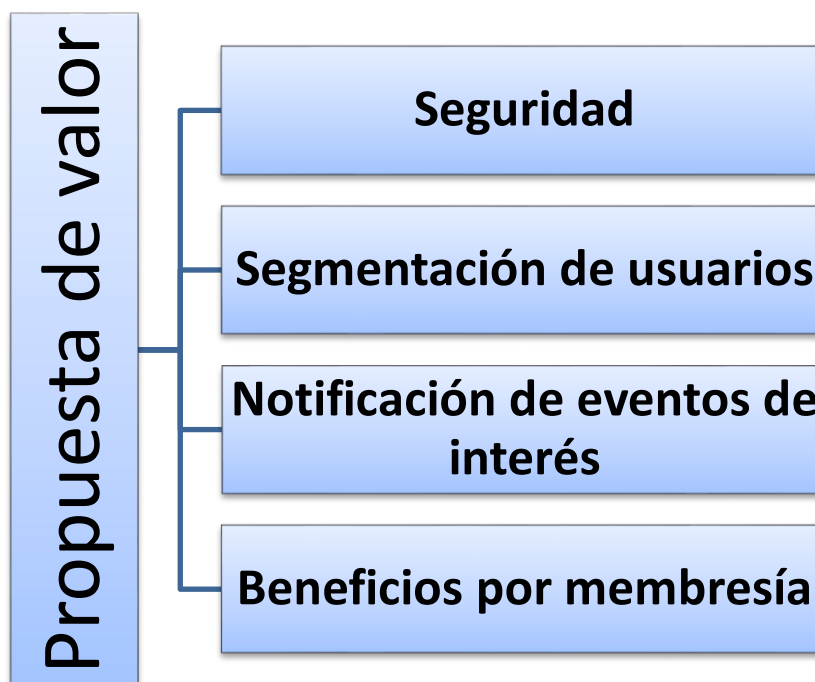 Propuesta de valor
Seguridad
Segmentación de usuarios
Notificación de eventos de
interés
Beneficios por membresía